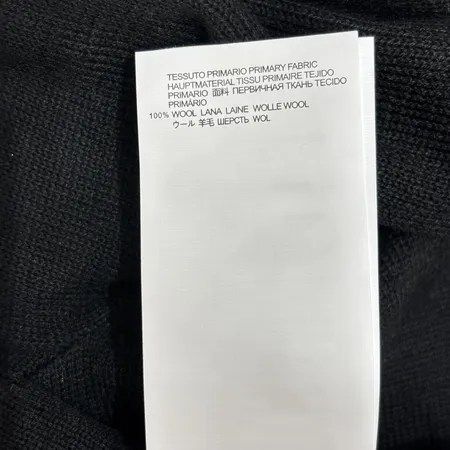 TESSUTO PRIMARIO PRIMARY FABRIC
HAUPTMATERIAL TISSU PRIMAIRE TEJIDO
PRIMARIO 面料 ПЕРВИЧНАЯ ТКАНЬ TECIDO
PRIMÁRIO
100% WOOL LANA LAINE WOLLE WOOL
ウール 羊毛 ШЕРСТЬ WOL